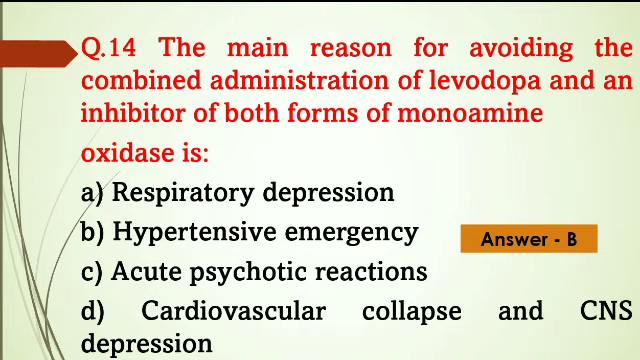 Q.14 The main reason for avoiding the
combined administration of levodopa and an
inhibitor of both forms of monoamine
oxidase is:
a) Respiratory depression
b) Hypertensive emergency
Answer - B
c) Acute psychotic reactions
d) Cardiovascular collapse and CNS
depression